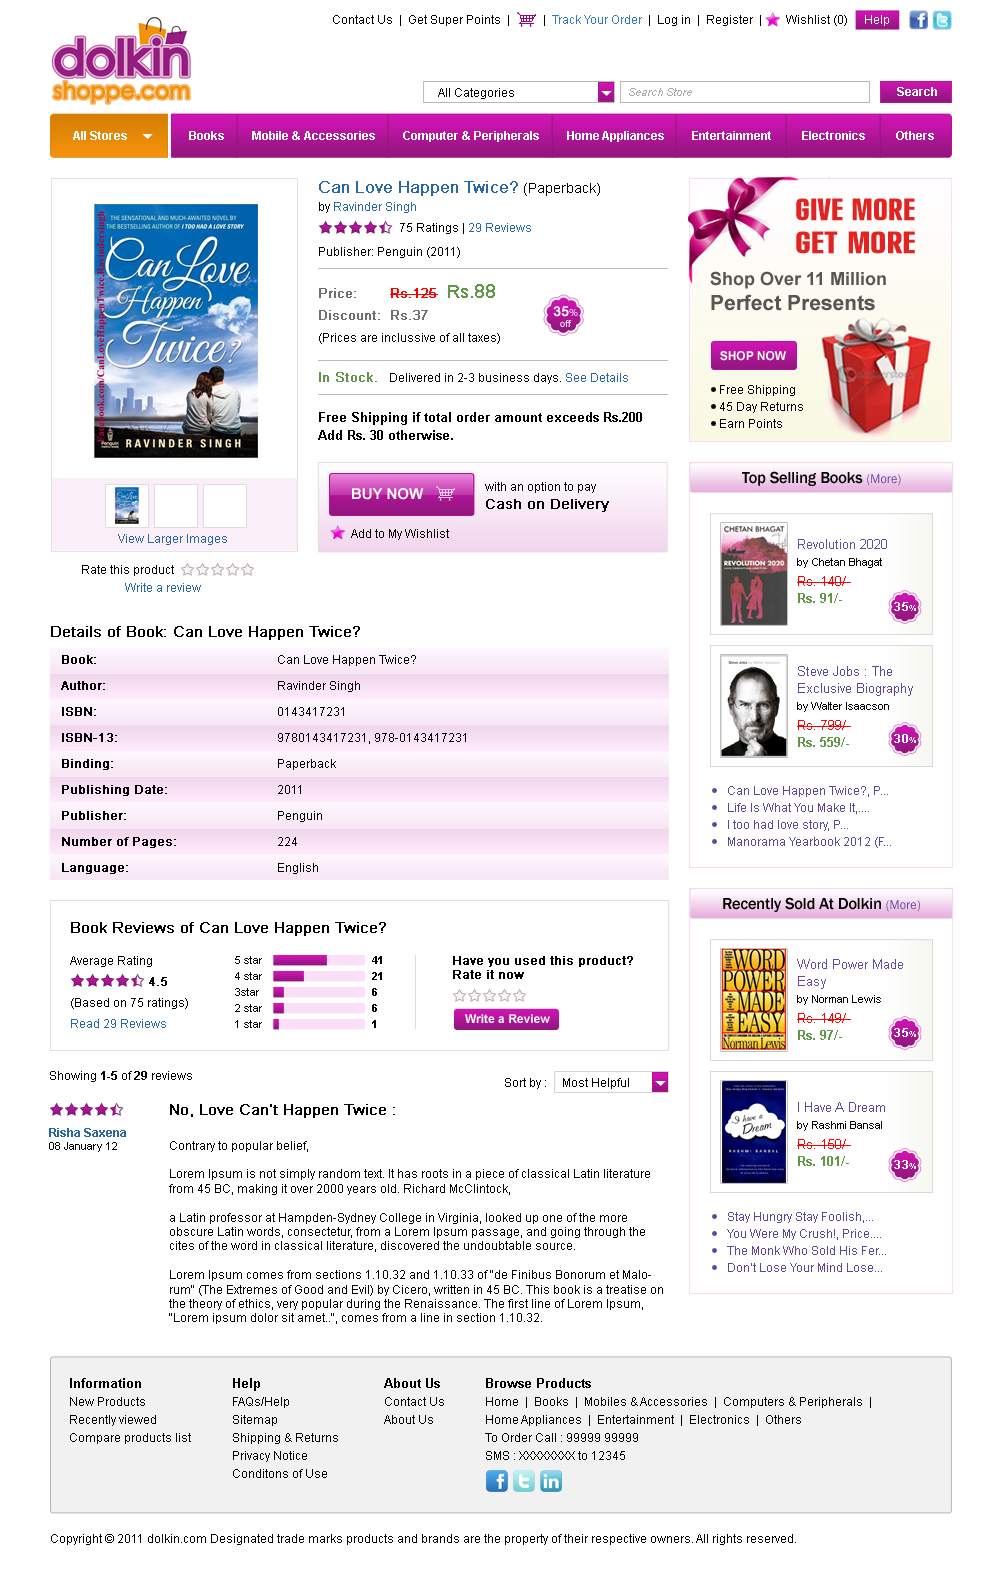 Contact Us | Get Super Points | | Track Your Order | Log in | Register | Wishlist (0) Help
dolkin
shoppe.com
All Categories Search Store Search
All Stores Books Mobile & Accessories Computer & Peripherals Home Appliances Entertainment Electronics Others
THE SENSATIONAL AND MUCH-AWAITED NOVEL BY
THE BESTSELLING AUTHOR OF I TOO HAD A LOVE STORY
Can Love
Happen
Twice?
Facebook.com/CanLoveHappenTwice.Ravindersingh
Penguin
RAVINDER SINGH
View Larger Images
Rate this product
Write a review
Can Love Happen Twice? (Paperback)
by Ravinder Singh
75 Ratings | 29 Reviews
Publisher: Penguin (2011)
Price: Rs.125 Rs.88
Discount: Rs.37
35% off
(Prices are inclussive of all taxes)
In Stock. Delivered in 2-3 business days. See Details
Free Shipping if total order amount exceeds Rs.200
Add Rs. 30 otherwise.
BUY NOW with an option to pay
Cash on Delivery
Add to My Wishlist
GIVE MORE
GET MORE
Shop Over 11 Million
Perfect Presents
SHOP NOW
Free Shipping
45 Day Returns
Earn Points
Top Selling Books (More)
CHETAN BHAGAT
REVOLUTION 2020
Revolution 2020
by Chetan Bhagat
Rs. 140/-
Rs. 91/-
35%
Steve Jobs
Steve Jobs : The
Exclusive Biography
by Walter Isaacson
Rs. 799/-
Rs. 559/-
30%
Can Love Happen Twice?, P...
Life Is What You Make It,....
I too had love story, P...
Manorama Yearbook 2012 (F...
Details of Book: Can Love Happen Twice?
Book: Can Love Happen Twice?
Author: Ravinder Singh
ISBN: 0143417231
ISBN-13: 9780143417231, 978-0143417231
Binding: Paperback
Publishing Date: 2011
Publisher: Penguin
Number of Pages: 224
Language: English
Recently Sold At Dolkin (More)
WORD
POWER
MADE
EASY
Norman Lewis
Word Power Made
Easy
by Norman Lewis
Rs. 149/-
Rs. 97/-
35%
I have a
Dream
RASHMI BANSAL
I Have A Dream
by Rashmi Bansal
Rs. 150/-
Rs. 101/-
33%
Stay Hungry Stay Foolish,...
You Were My Crush!, Price....
The Monk Who Sold His Fer...
Don't Lose Your Mind Lose...
Book Reviews of Can Love Happen Twice?
Average Rating
4.5
(Based on 75 ratings)
Read 29 Reviews
5 star 41
4 star 21
3star 6
2 star 6
1 star 1
Have you used this product?
Rate it now
Write a Review
Showing 1-5 of 29 reviews
Sort by : Most Helpful
Risha Saxena
08 January 12
No, Love Can't Happen Twice :
Contrary to popular belief,
Lorem Ipsum is not simply random text. It has roots in a piece of classical Latin literature
from 45 BC, making it over 2000 years old. Richard McClintock,
a Latin professor at Hampden-Sydney College in Virginia, looked up one of the more
obscure Latin words, consectetur, from a Lorem Ipsum passage, and going through the
cites of the word in classical literature, discovered the undoubtable source.
Lorem Ipsum comes from sections 1.10.32 and 1.10.33 of "de Finibus Bonorum et Malo-
rum" (The Extremes of Good and Evil) by Cicero, written in 45 BC. This book is a treatise on
the theory of ethics, very popular during the Renaissance. The first line of Lorem Ipsum,
"Lorem ipsum dolor sit amet..", comes from a line in section 1.10.32.
Information
New Products
Recently viewed
Compare products list
Help
FAQs/Help
Sitemap
Shipping & Returns
Privacy Notice
Conditons of Use
About Us
Contact Us
About Us
Browse Products
Home | Books | Mobiles & Accessories | Computers & Peripherals |
Home Appliances | Entertainment | Electronics | Others
To Order Call : 99999 99999
SMS : XXXXXXXX to 12345
Copyright © 2011 dolkin.com Designated trade marks products and brands are the property of their respective owners. All rights reserved.